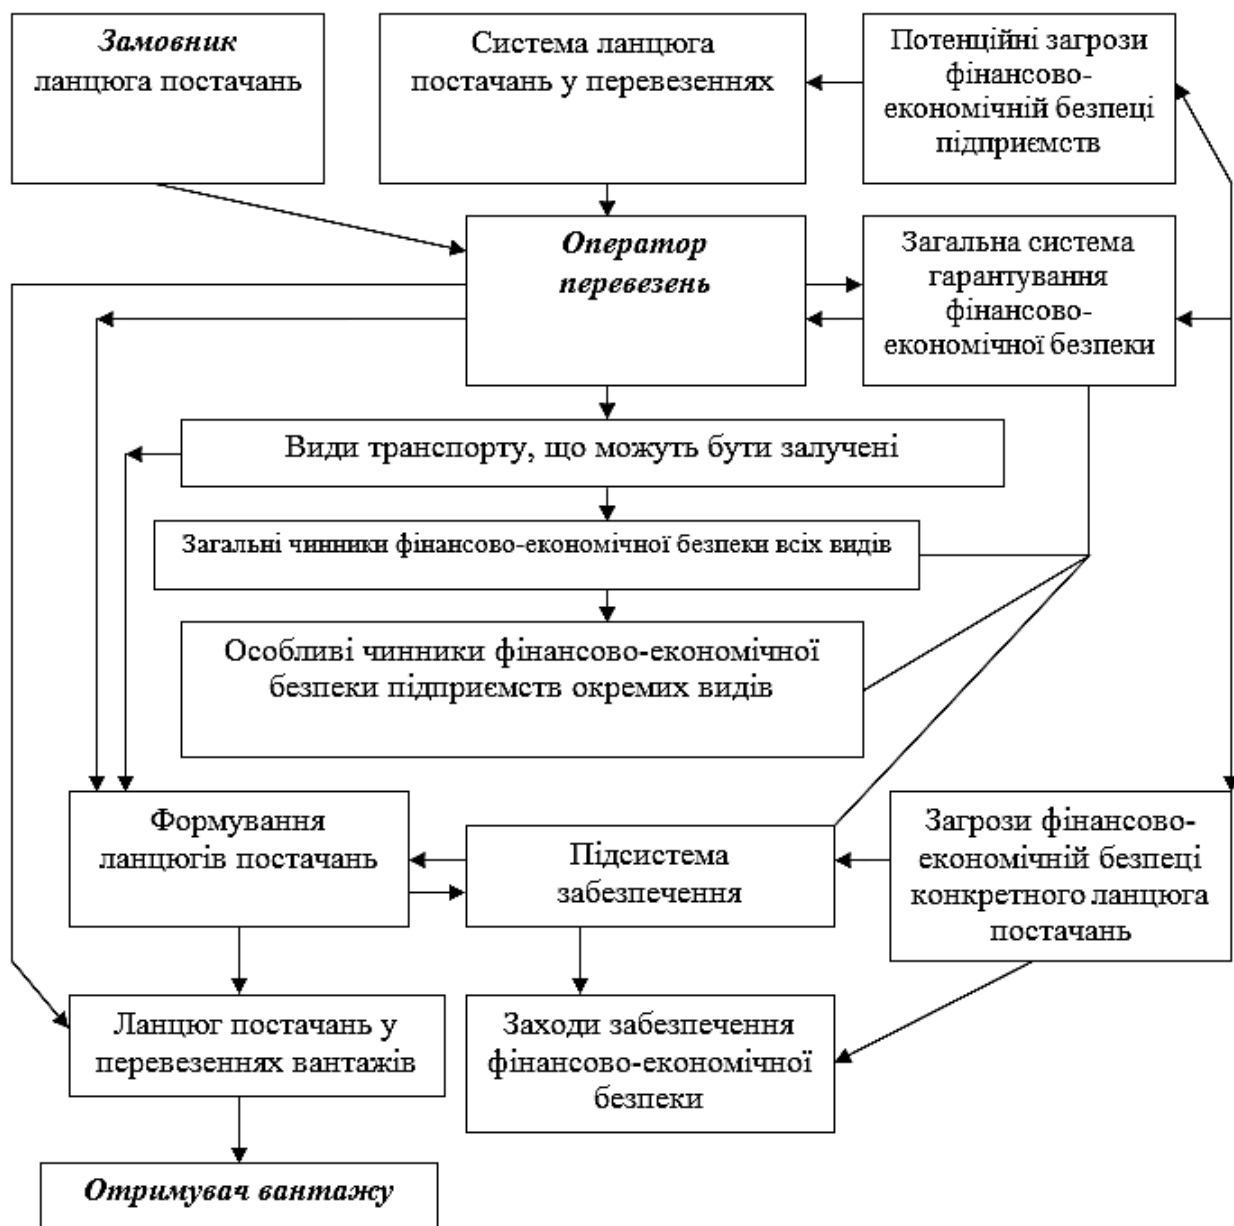 Замовник
ланцюга постачань
Система ланцюга
постачань у перевезеннях
Потенційні загрози
фінансово-
економічній безпеці
підприємств
Оператор
перевезень
Загальна система
гарантування
фінансово-
економічної безпеки
Види транспорту, що можуть бути залучені
Загальні чинники фінансово-економічної безпеки всіх видів
Особливі чинники фінансово-економічної
безпеки підприємств окремих видів
Формування
ланцюгів постачань
Підсистема
забезпечення
Загрози фінансово-
економічній безпеці
конкретного ланцюга
постачань
Ланцюг постачань у
перевезеннях вантажів
Заходи забезпечення
фінансово-економічної
безпеки
Отримувач вантажу